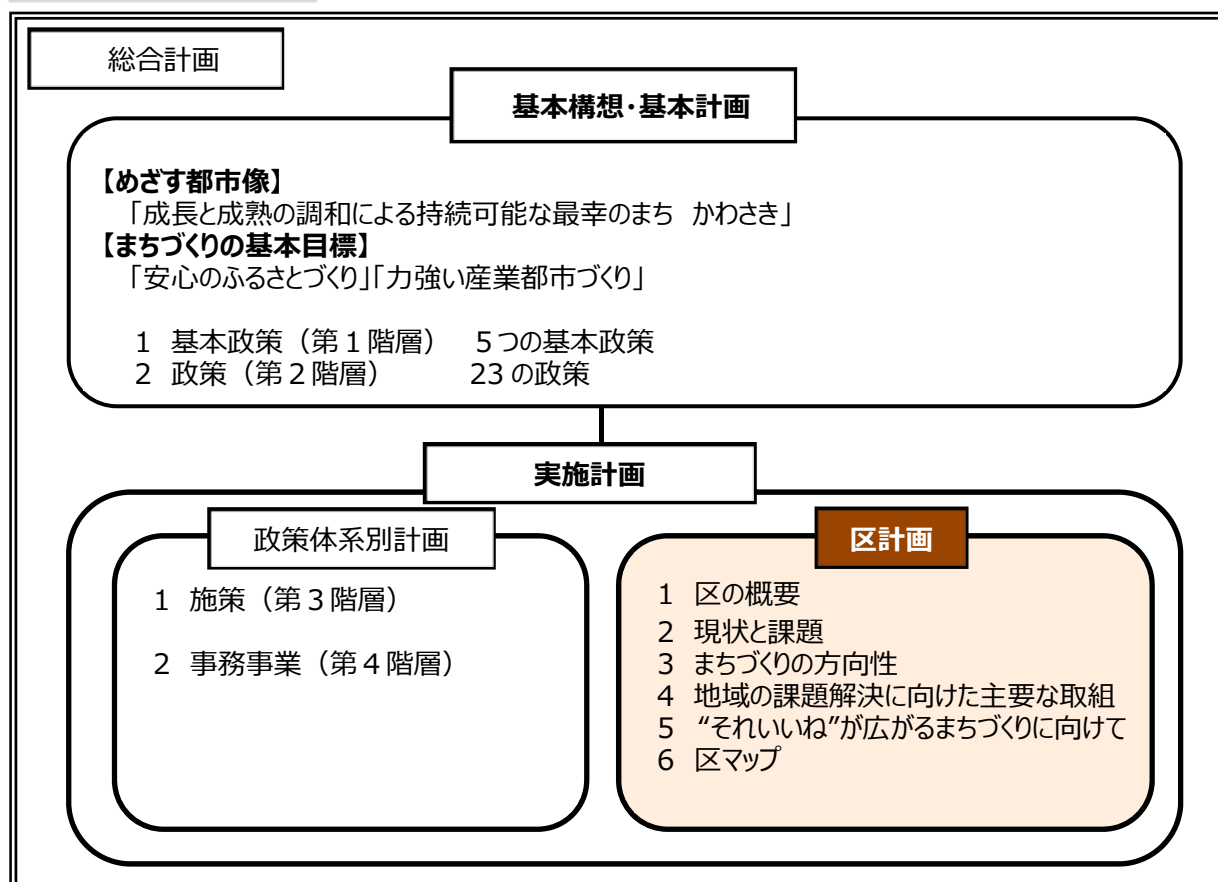 総合計画
基本構想・基本計画
【めざす都市像】
「成長と成熟の調和による持続可能な最幸のまち　かわさき」
【まちづくりの基本目標】
「安心のふるさとづくり」「力強い産業都市づくり」
1　基本政策（第１階層）　5つの基本政策
2　政策（第２階層）　23の政策
実施計画
政策体系別計画
1　施策（第３階層）
2　事務事業（第４階層）
区計画
1　区の概要
2　現状と課題
3　まちづくりの方向性
4　地域の課題解決に向けた主要な取組
5　“それいいね”が広がるまちづくりに向けて
6　区マップ